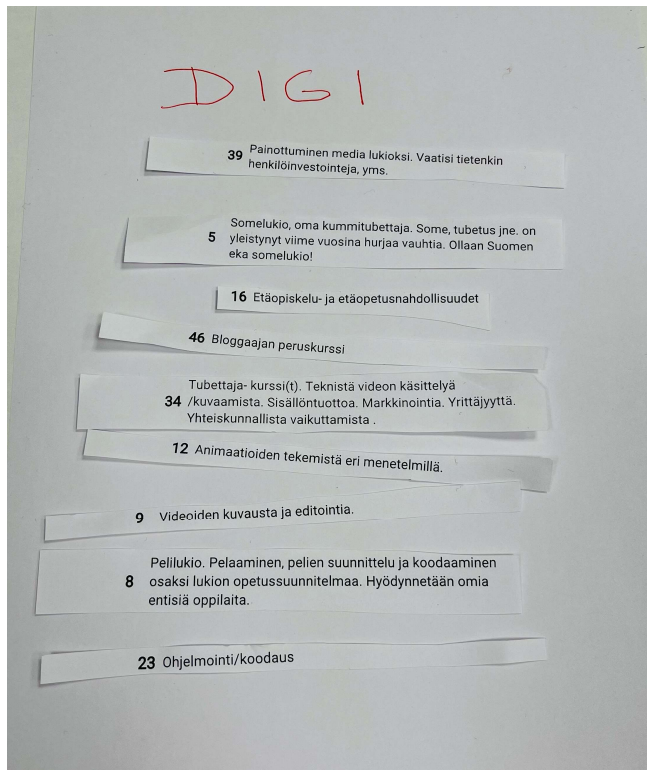 DIGI
39 Painottuminen media lukioksi. Vaatisi tietenkin
henkilöinvestointeja, yms.
Somelukio, oma kummitubettaja. Some, tubetus jne. on
5 yleistynyt viime vuosina hurjaa vauhtia. Ollaan Suomen
eka somelukio!
16 Etäopiskelu- ja etäopetusnahdollisuudet
46 Bloggaajan peruskurssi
Tubettaja- kurssi(t). Teknistä videon käsittelyä
34 /kuvaamista. Sisällöntuottoa. Markkinointia. Yrittäjyyttä.
Yhteiskunnallista vaikuttamista .
12 Animaatioiden tekemistä eri menetelmillä.
9 Videoiden kuvausta ja editointia.
Pelilukio. Pelaaminen, pelien suunnittelu ja koodaaminen
8 osaksi lukion opetussuunnitelmaa. Hyödynnetään omia
entisiä oppilaita.
23 Ohjelmointi/koodaus